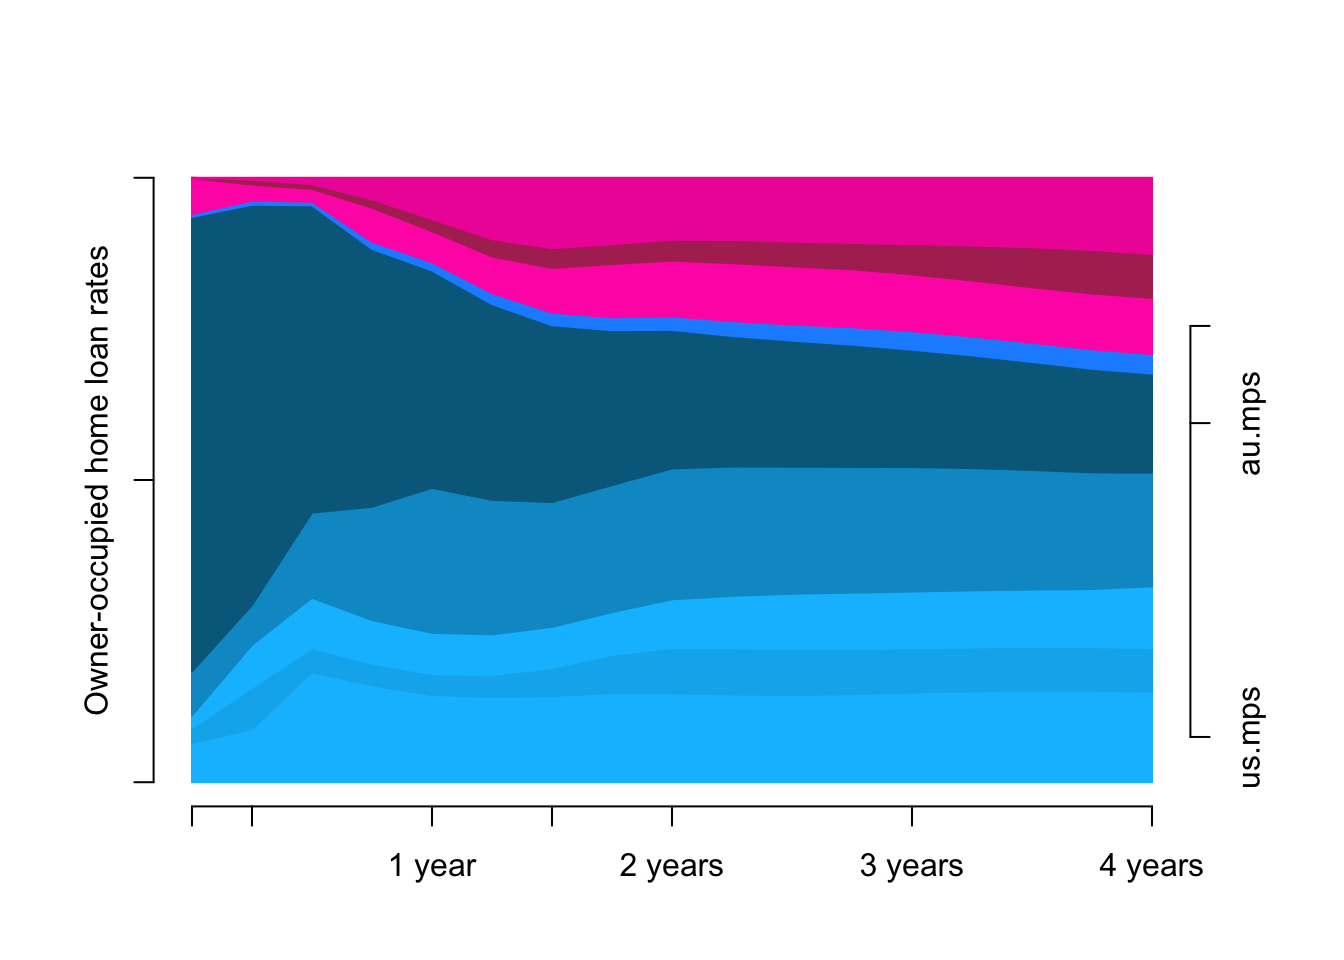 Owner-occupied home loan rates
au.mps
us.mps
1 year
2 years
3 years
4 years